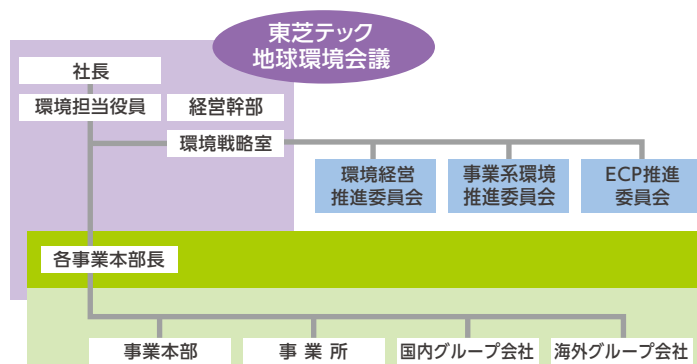 東芝テック
地球環境会議
社長
環境担当役員
経営幹部
環境戦略室
環境経営
推進委員会
事業系環境
推進委員会
ECP推進
委員会
各事業本部長
事業本部
事 業 所
国内グループ会社
海外グループ会社